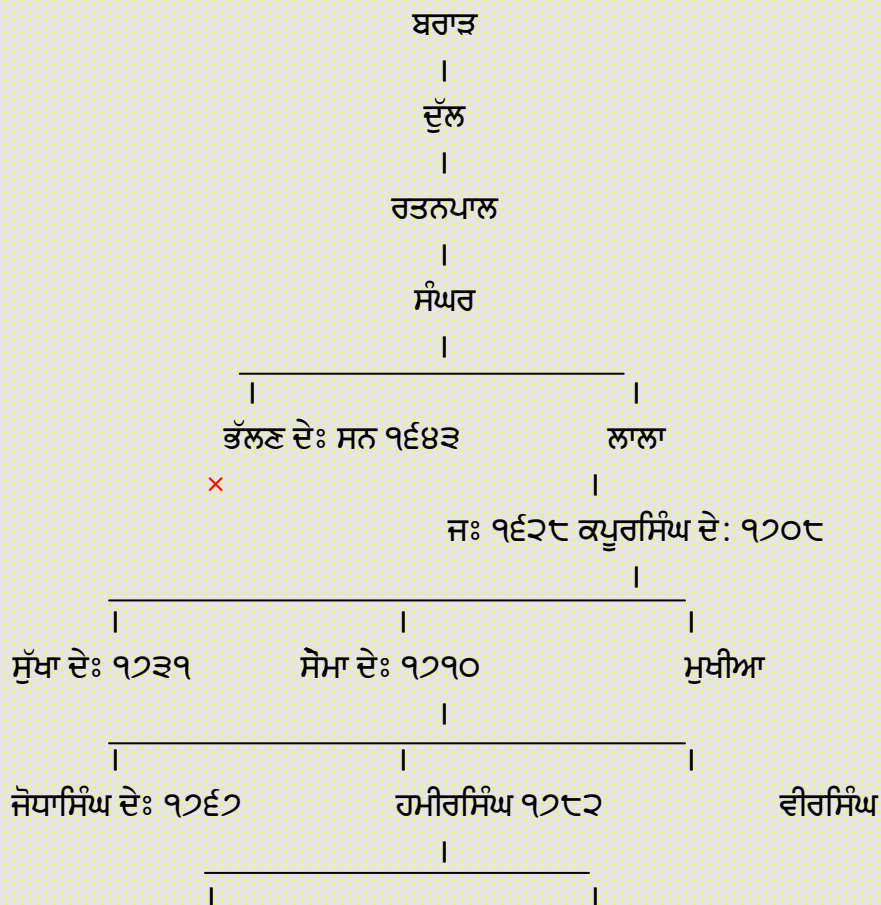 ਬਰਾੜ
।
ਦੁੱਲ
।
ਰਤਨਪਾਲ
।
ਸੰਘਰ
।
। ।
ਭੱਲਣ ਦੇਃ ਸਨ ੧੬੪੩ ਲਾਲਾ
× ।
ਜਃ ੧੬੨੮ ਕਪੂਰਸਿੰਘ ਦੇ: ੧੭੦੮
।
। । ।
ਸੁੱਖਾ ਦੇਃ ੧੭੩੧ ਸੇਮਾ ਦੇਃ ੧੭੧੦ ਮੁਖੀਆ
।
। । ।
ਜੋਧਾਸਿੰਘ ਦੇਃ ੧੭੬੭ ਹਮੀਰਸਿੰਘ ੧੭੮੨ ਵੀਰਸਿੰਘ
।
। ।